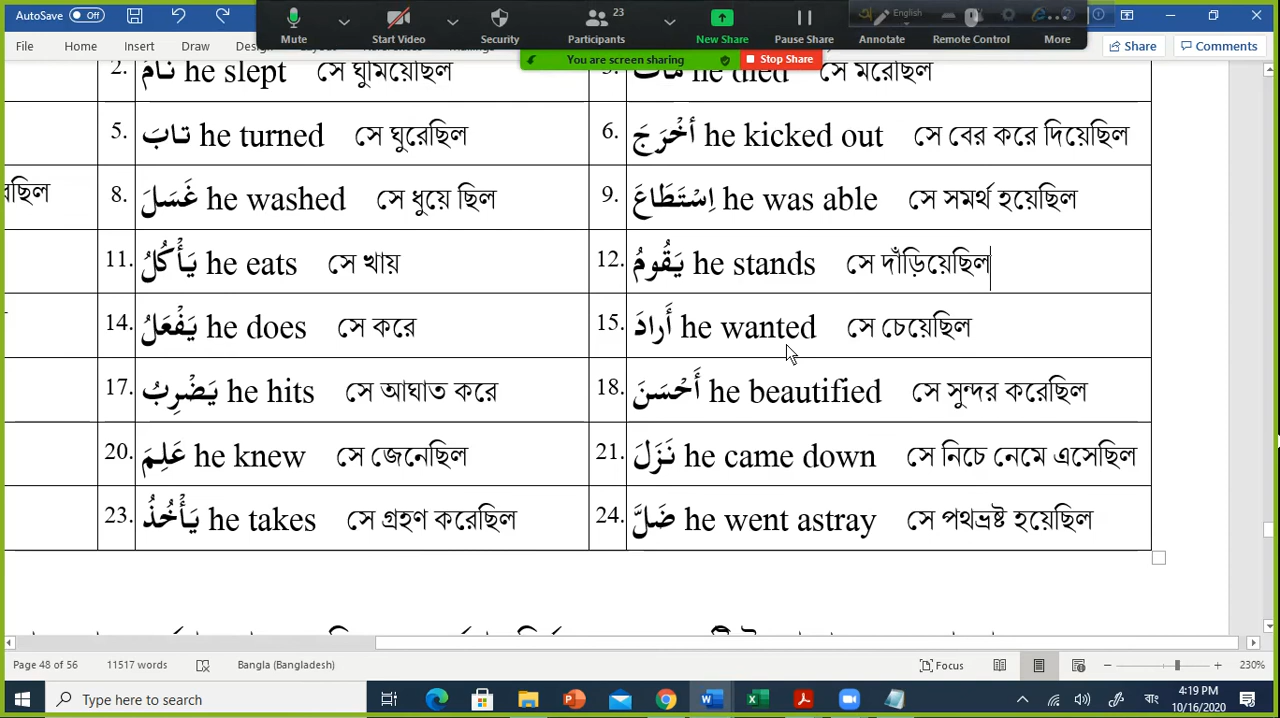 AutoSave Off
23
English
Mute Start Video Security Participants New Share Pause Share Annotate Remote Control More
File Home Insert Draw Share Comments
You are screen sharing Stop Share
2. نَامَ he slept সে ঘুমিয়েছিল
he died সে মরেছিল
5. تابَ he turned সে ঘুরেছিল
6. أخْرَجَ he kicked out সে বের করে দিয়েছিল
8. غَسَلَ he washed সে ধুয়ে ছিল
9. اِسْتَطَاعَ he was able সে সমর্থ হয়েছিল
11. يَأْكُلُ he eats সে খায়
12. يَقُومُ he stands সে দাঁড়িয়েছিল
14. يَفْعَلُ he does সে করে
15. أَرادَ he wanted সে চেয়েছিল
17. يَضْرِبُ he hits সে আঘাত করে
18. أَحْسَنَ he beautified সে সুন্দর করেছিল
20. عَلِمَ he knew সে জেনেছিল
21. نَزَلَ he came down সে নিচে নেমে এসেছিল
23. يَأْخُذُ he takes সে গ্রহণ করেছিল
24. ضَلَّ he went astray সে পথভ্রষ্ট হয়েছিল
Page 48 of 56 11517 words Bangla (Bangladesh) Focus 230%
Type here to search
বাং
4:19 PM
10/16/2020